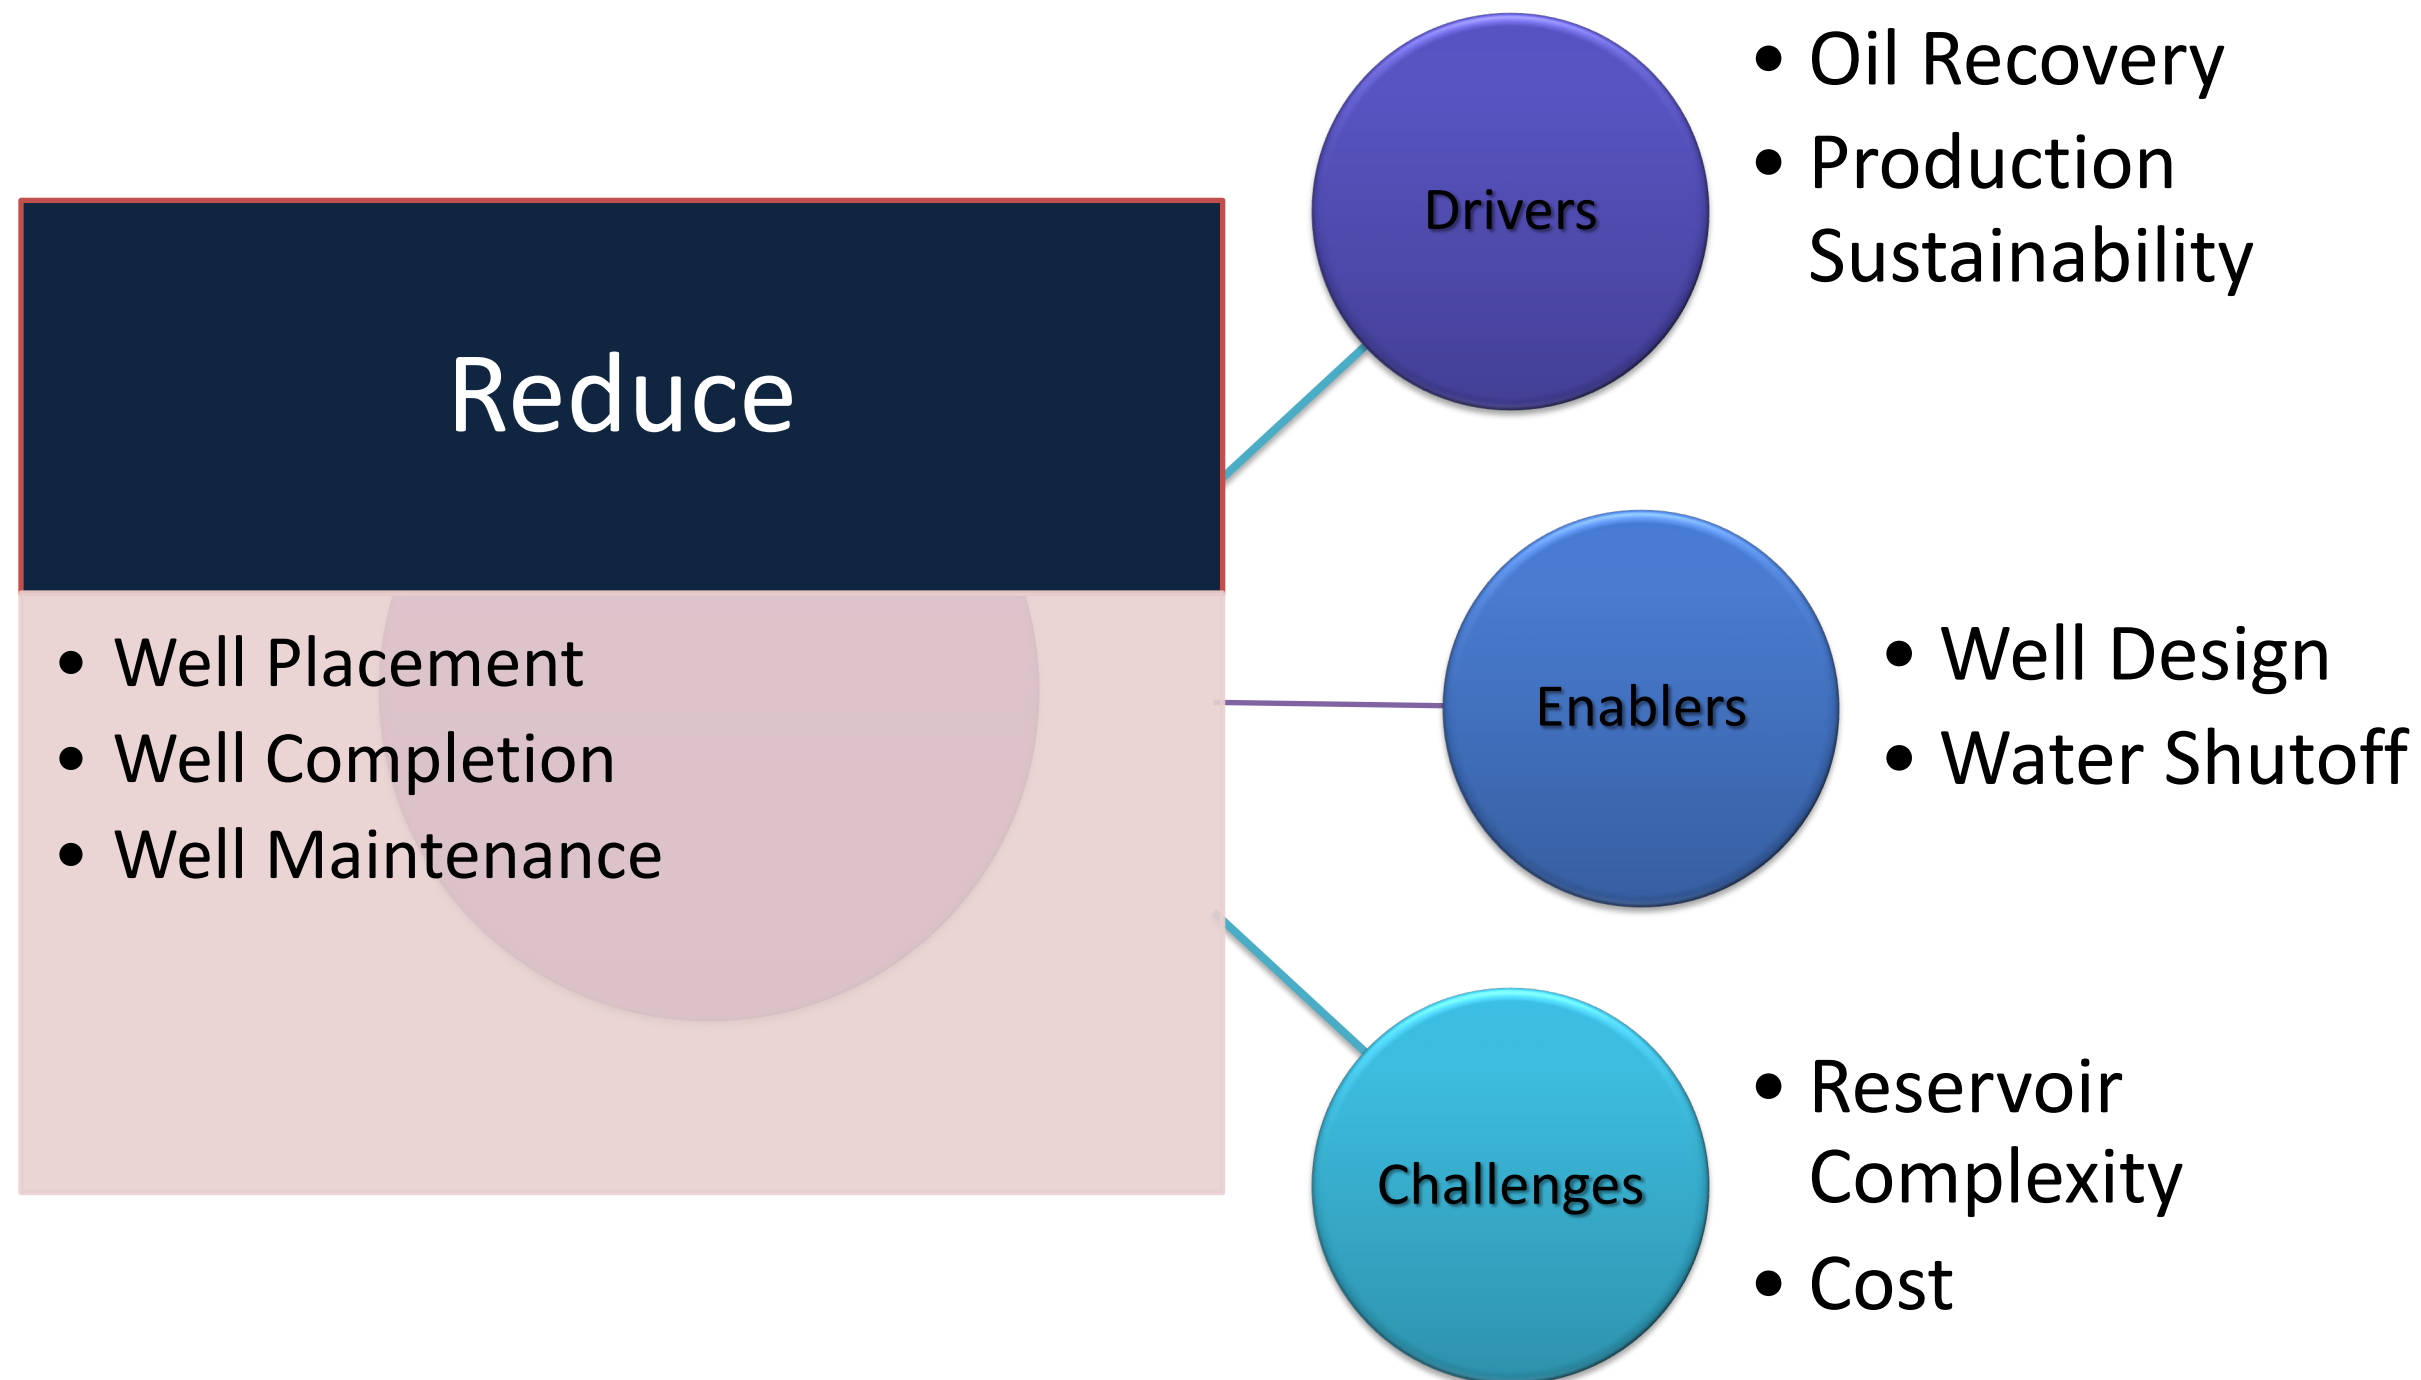 Reduce
• Well Placement
• Well Completion
• Well Maintenance
Drivers
• Oil Recovery
• Production
Sustainability
Enablers
• Well Design
• Water Shutoff
Challenges
• Reservoir
Complexity
• Cost